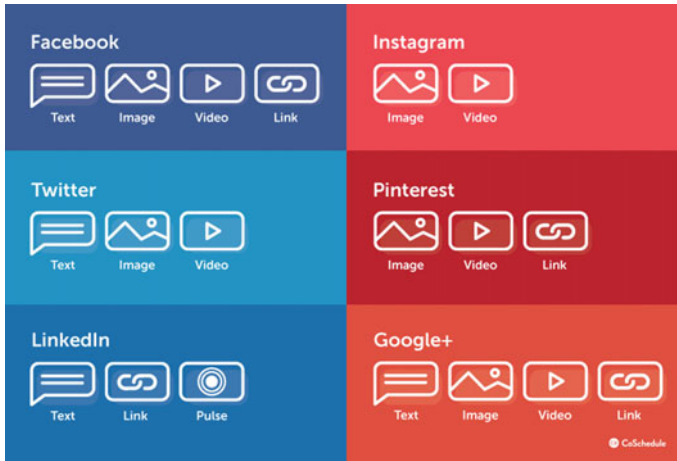 Facebook
Text Image Video Link
Instagram
Image Video
Twitter
Text Image Video
Pinterest
Image Video Link
LinkedIn
Text Link Pulse
Google+
Text Image Video Link
CoSchedule